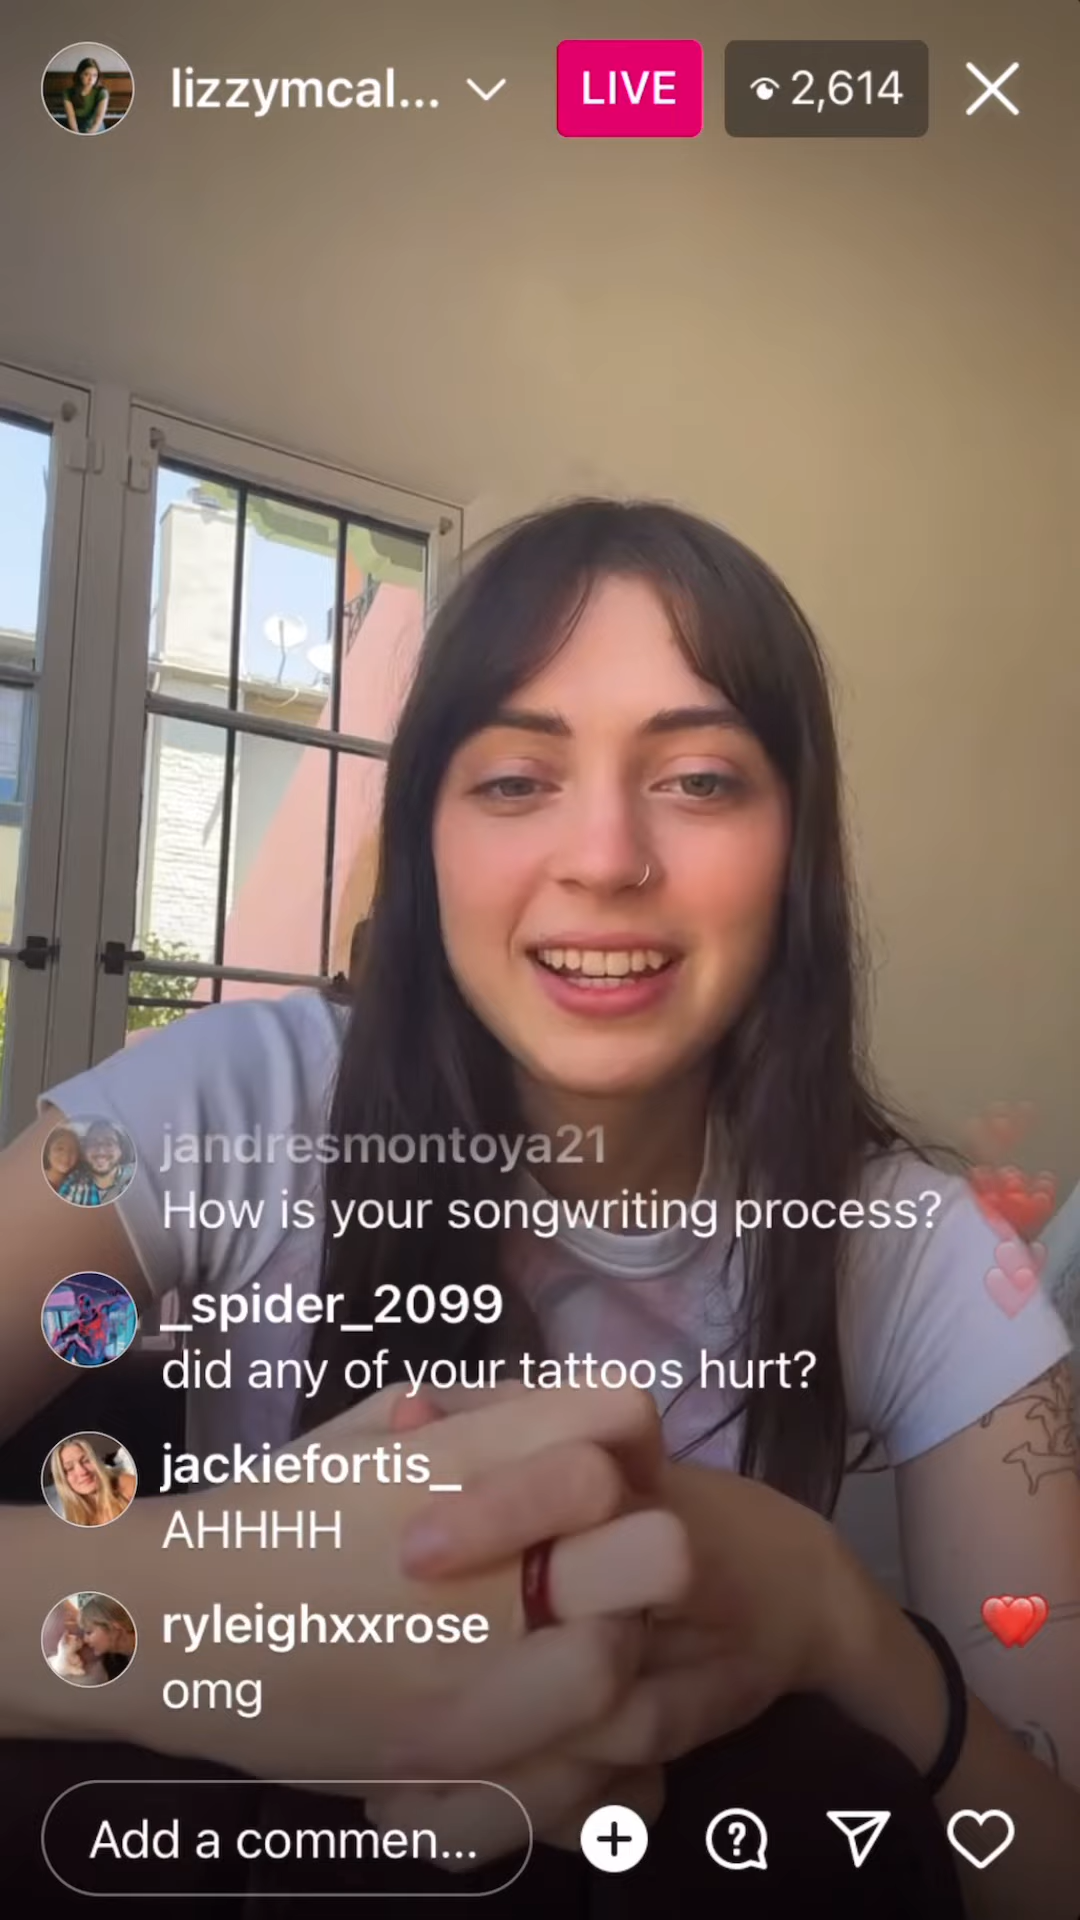 lizzymcal...
LIVE
2,614
jandresmontoya21
How is your songwriting process?
_spider_2099
did any of your tattoos hurt?
jackiefortis_
AHHHH
ryleighxxrose
omg
Add a commen...